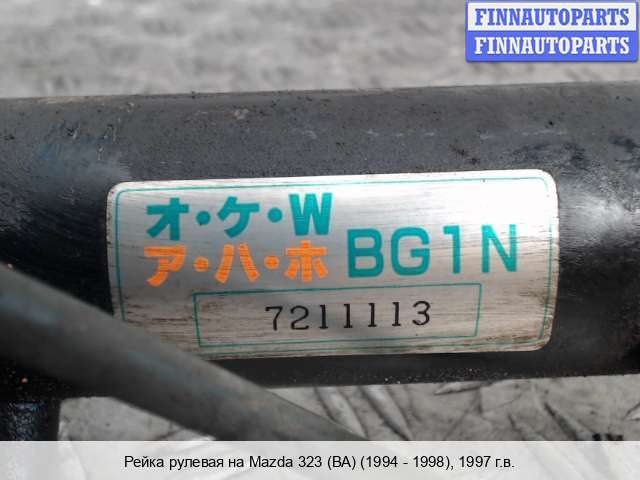 FINNAUTOPARTS
FINNAUTOPARTS
オ・ケ・W
ア・ハ・ホ BG1N
7211113
Рейка рулевая на Mazda 323 (BA) (1994 - 1998), 1997 г.в.